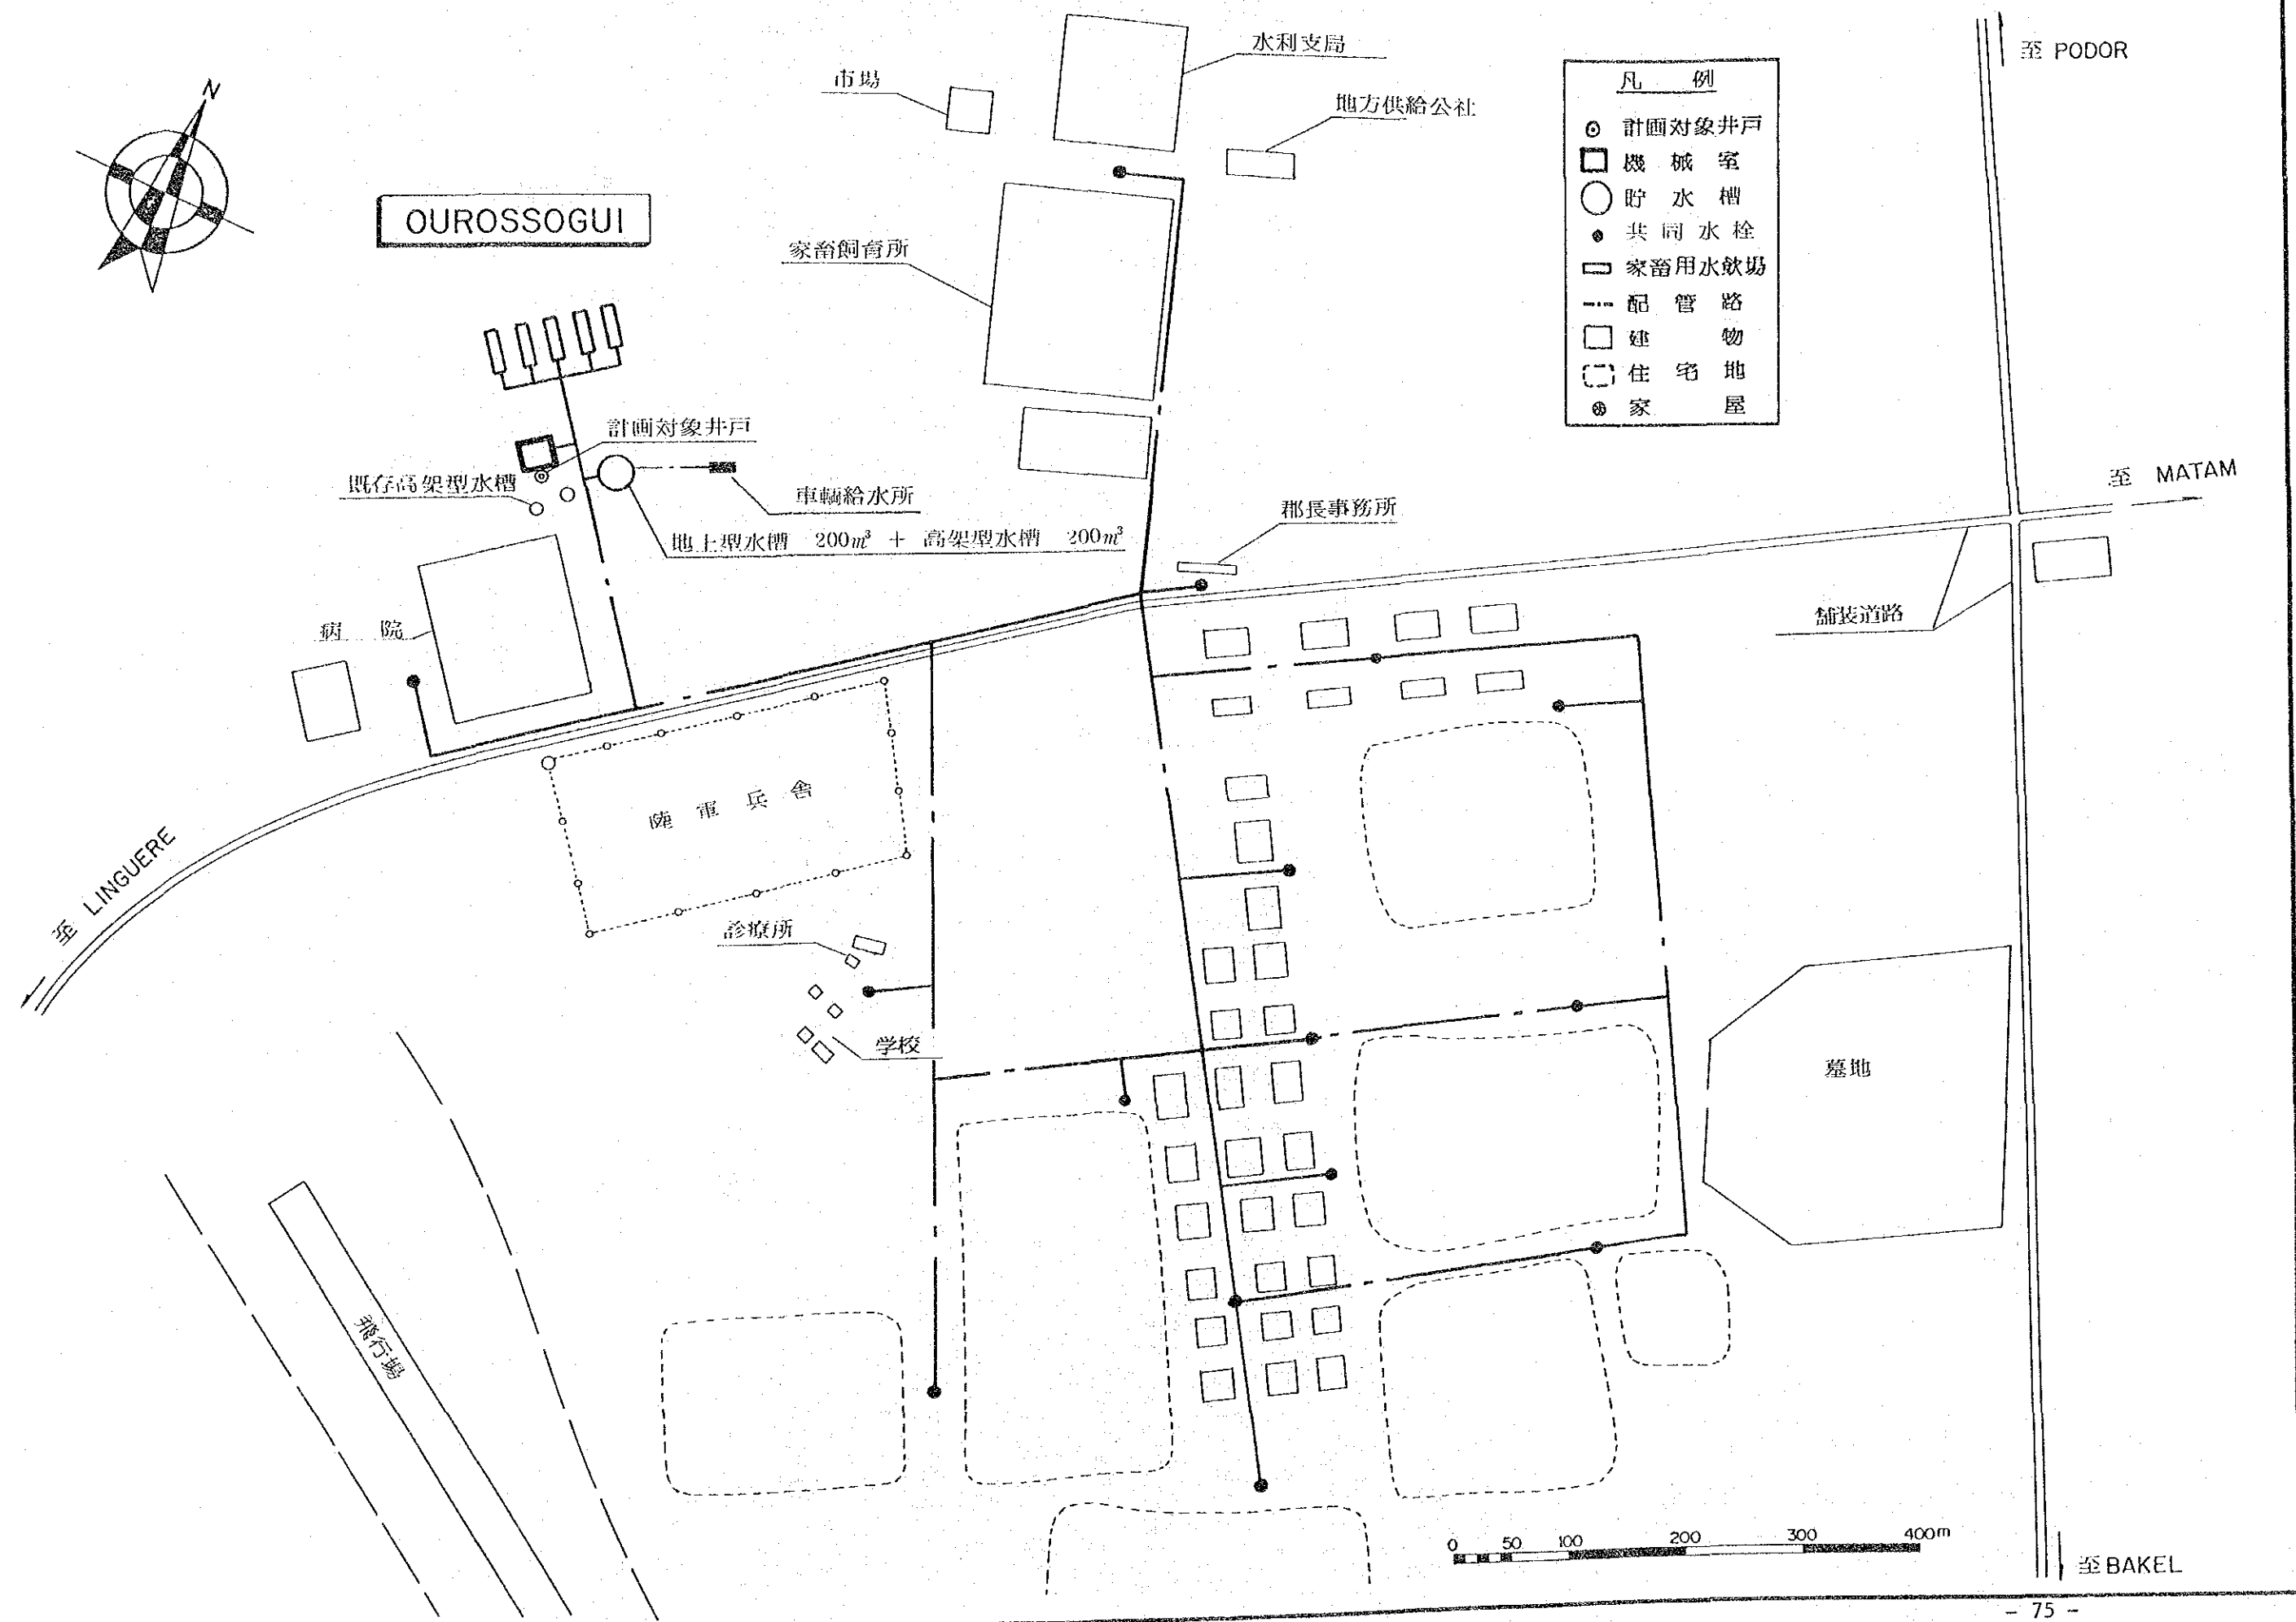 N
OUROSSOGUI
市場
水利支局
地方供給公社
家畜飼育所
凡 例
計画対象井戸
機 械 室
貯 水 槽
共 同 水 栓
家畜用水飲場
配 管 路
建 物
住 宅 地
家 屋
至 PODOR
至 MATAM
計画対象井戸
既存高架型水槽
車輌給水所
地上型水槽 200m³ + 高架型水槽 200m³
郡長事務所
舗装道路
病 院
陸 軍 兵 舎
至 LINGUERE
診療所
学校
墓地
飛行場
0 50 100 200 300 400m
至BAKEL
- 75 -